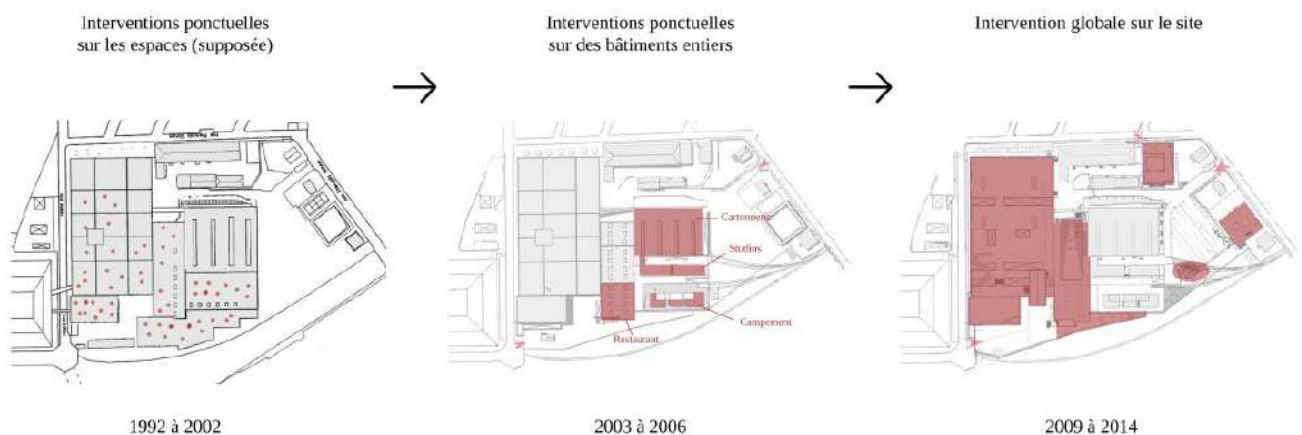 Interventions ponctuelles
sur les espaces (supposée)
Interventions ponctuelles
sur des bâtiments entiers
Intervention globale sur le site
Cartonnerie
Studios
Campement
Restaurant
1992 à 2002
2003 à 2006
2009 à 2014